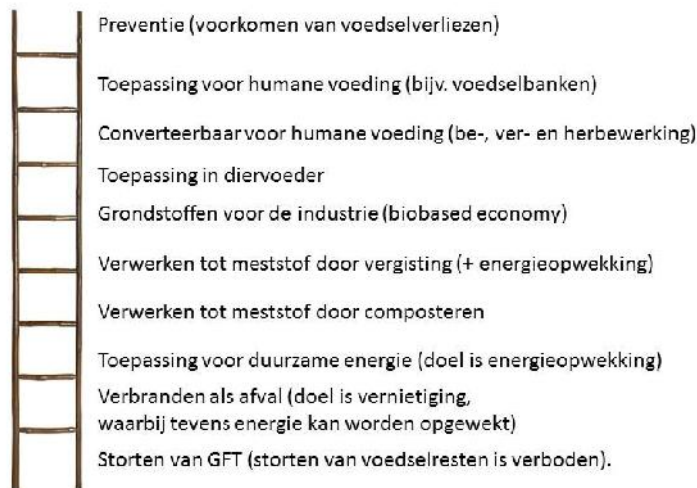 Preventie (voorkomen van voedselverliezen)
Toepassing voor humane voeding (bijv. voedselbanken)
Converteerbaar voor humane voeding (be-, ver- en herbewerking)
Toepassing in diervoeder
Grondstoffen voor de industrie (biobased economy)
Verwerken tot meststof door vergisting (+ energieopwekking)
Verwerken tot meststof door composteren
Toepassing voor duurzame energie (doel is energieopwekking)
Verbranden als afval (doel is vernietiging,
waarbij tevens energie kan worden opgewekt)
Storten van GFT (storten van voedselresten is verboden).